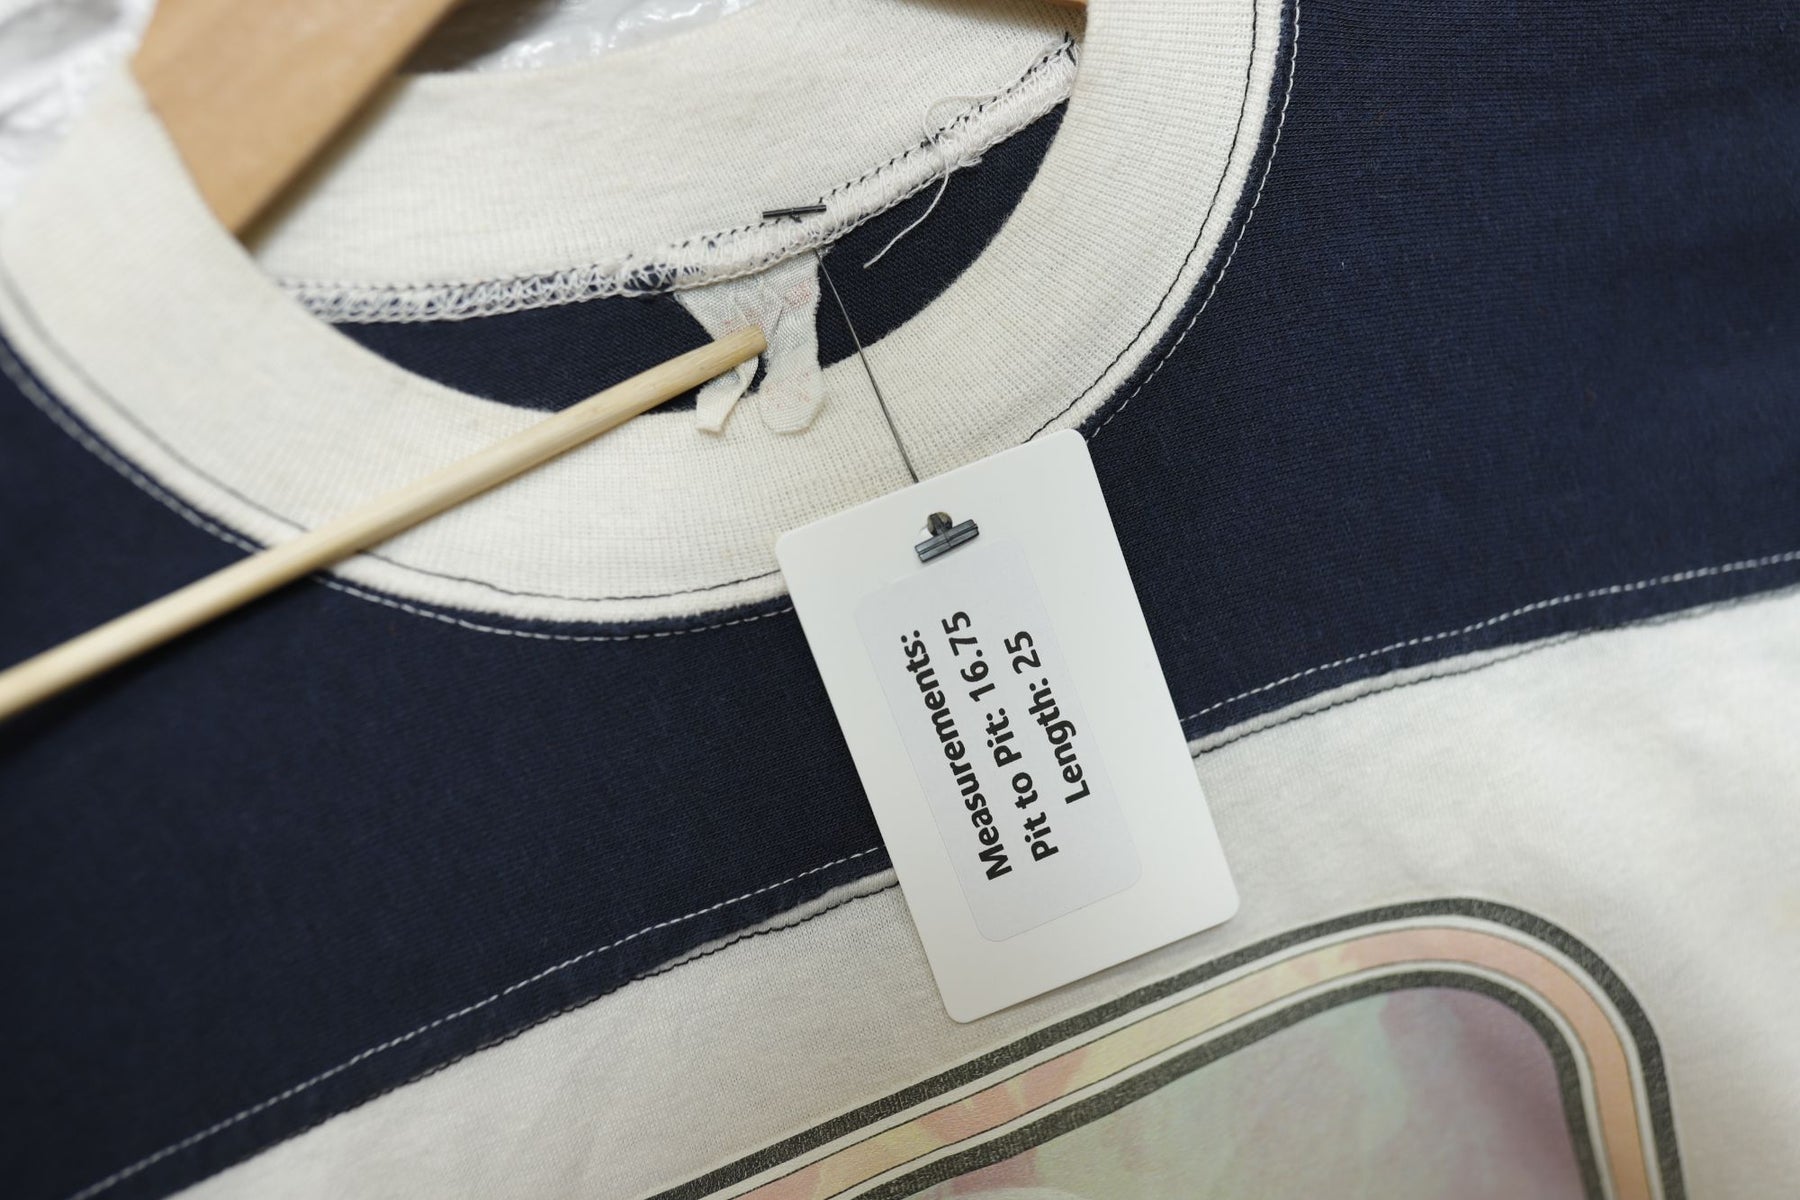 Measurements:
Pit to Pit: 16.75
Length: 25